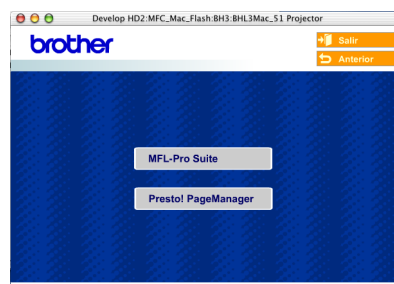 Develop HD2:MFC_Mac_Flash:BH3:BHL3Mac_S1 Projector
brother
Salir
Anterior
MFL-Pro Suite
Presto! PageManager